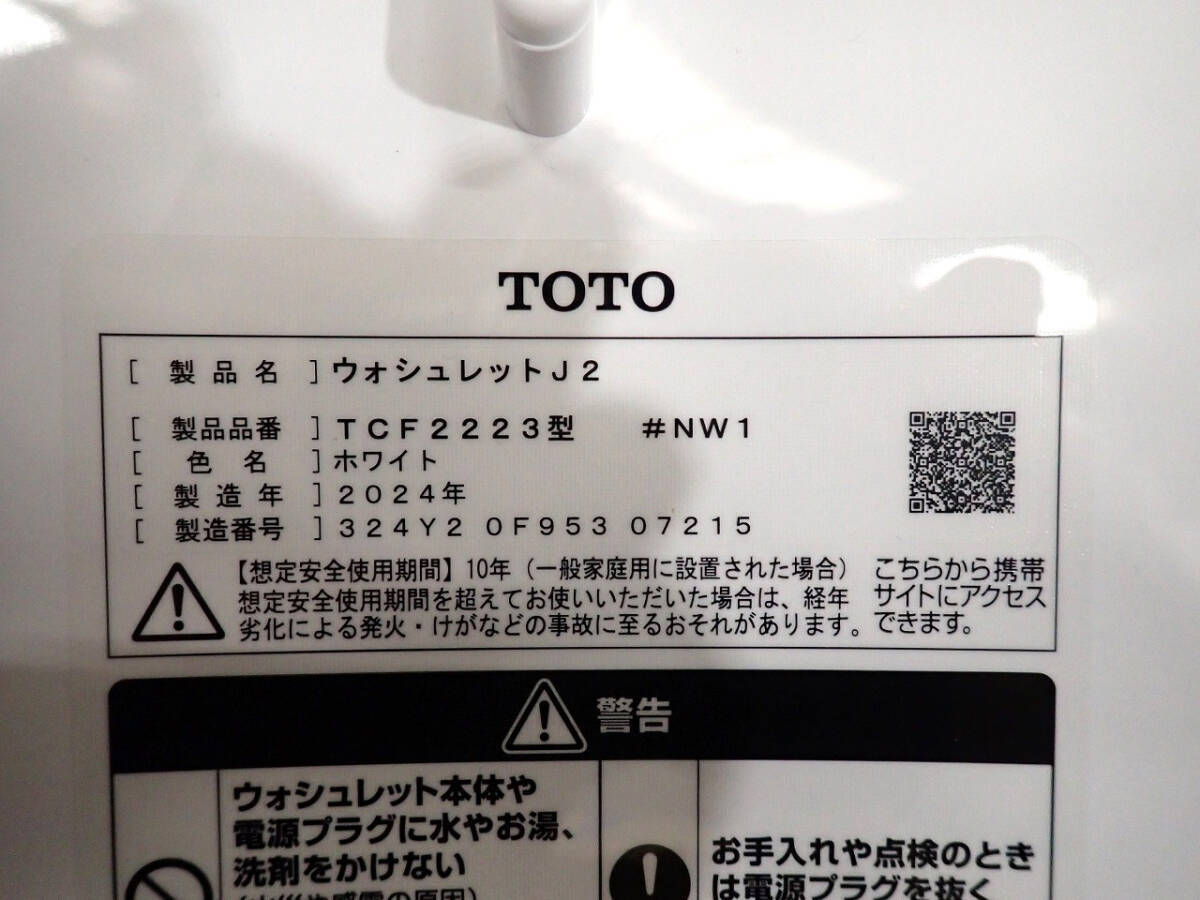 TOTO
[ 製品名 ] ウォシュレットJ2
[ 製品品番 ] TCF2223型 #NW1
[ 色名 ] ホワイト
[ 製造年 ] 2024年
[ 製造番号 ] 324Y2 0F953 07215
【想定安全使用期間】10年（一般家庭用に設置された場合）
想定安全使用期間を超えてお使いいただいた場合は、経年
劣化による発火・けがなどの事故に至るおそれがあります。
こちらから携帯
サイトにアクセス
できます。
警告
ウォシュレット本体や
電源プラグに水やお湯、
洗剤をかけない
(火災や感電の原因)
お手入れや点検のとき
は電源プラグを抜く